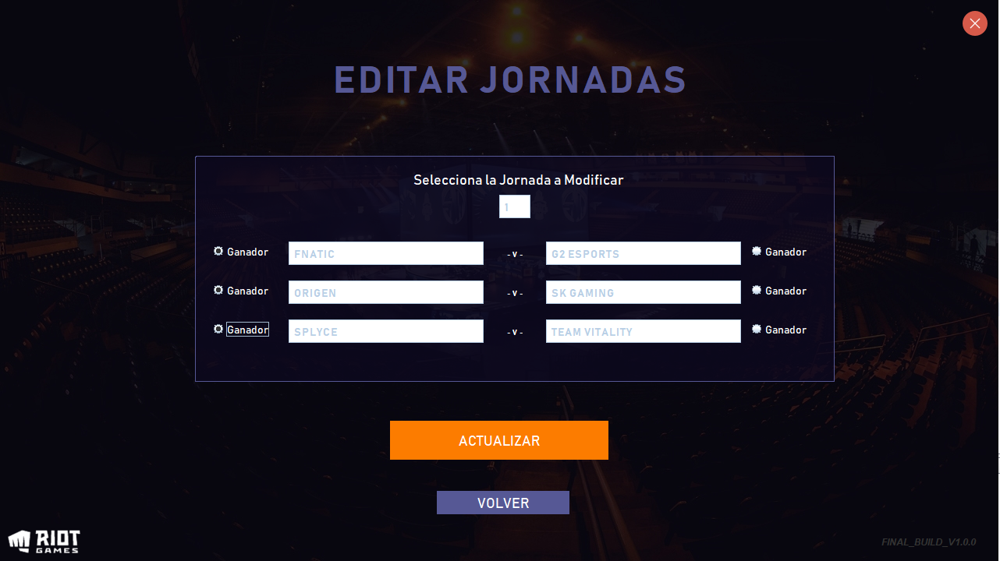 EDITAR JORNADAS
Selecciona la Jornada a Modificar
1
Ganador FNATIC - v - G2 ESPORTS Ganador
Ganador ORIGEN - v - SK GAMING Ganador
Ganador SPLYCE - v - TEAM VITALITY Ganador
ACTUALIZAR
VOLVER
RIOT
GAMES
FINAL_BUILD_V1.0.0